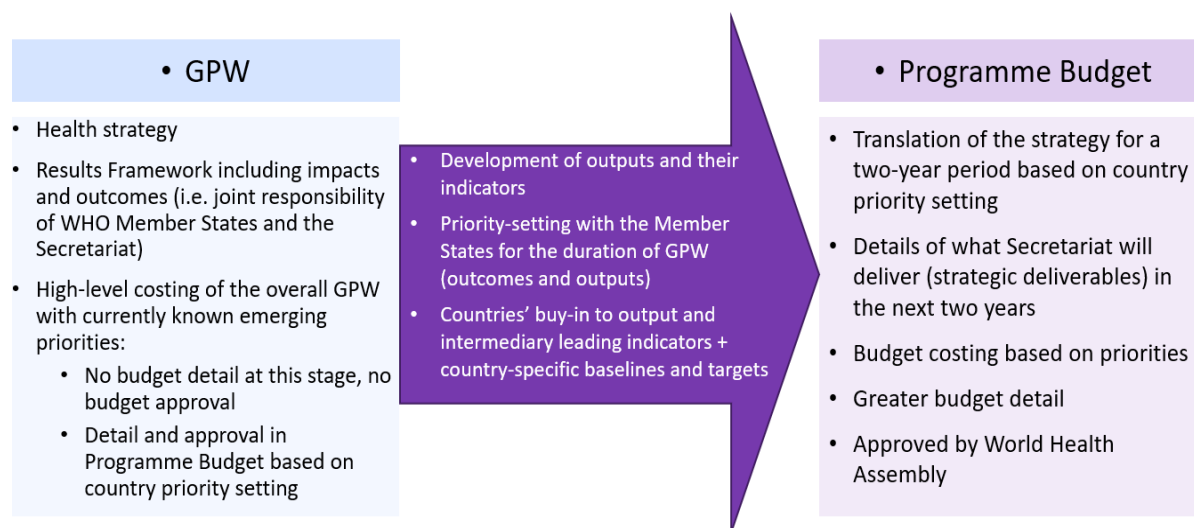 • GPW
• Health strategy
• Results Framework including impacts
and outcomes (i.e. joint responsibility
of WHO Member States and the
Secretariat)
• High-level costing of the overall GPW
with currently known emerging
priorities:
• No budget detail at this stage, no
budget approval
• Detail and approval in
Programme Budget based on
country priority setting
• Development of outputs and their
indicators
• Priority-setting with the Member
States for the duration of GPW
(outcomes and outputs)
• Countries’ buy-in to output and
intermediary leading indicators +
country-specific baselines and targets
• Programme Budget
• Translation of the strategy for a
two-year period based on country
priority setting
• Details of what Secretariat will
deliver (strategic deliverables) in
the next two years
• Budget costing based on priorities
• Greater budget detail
• Approved by World Health
Assembly